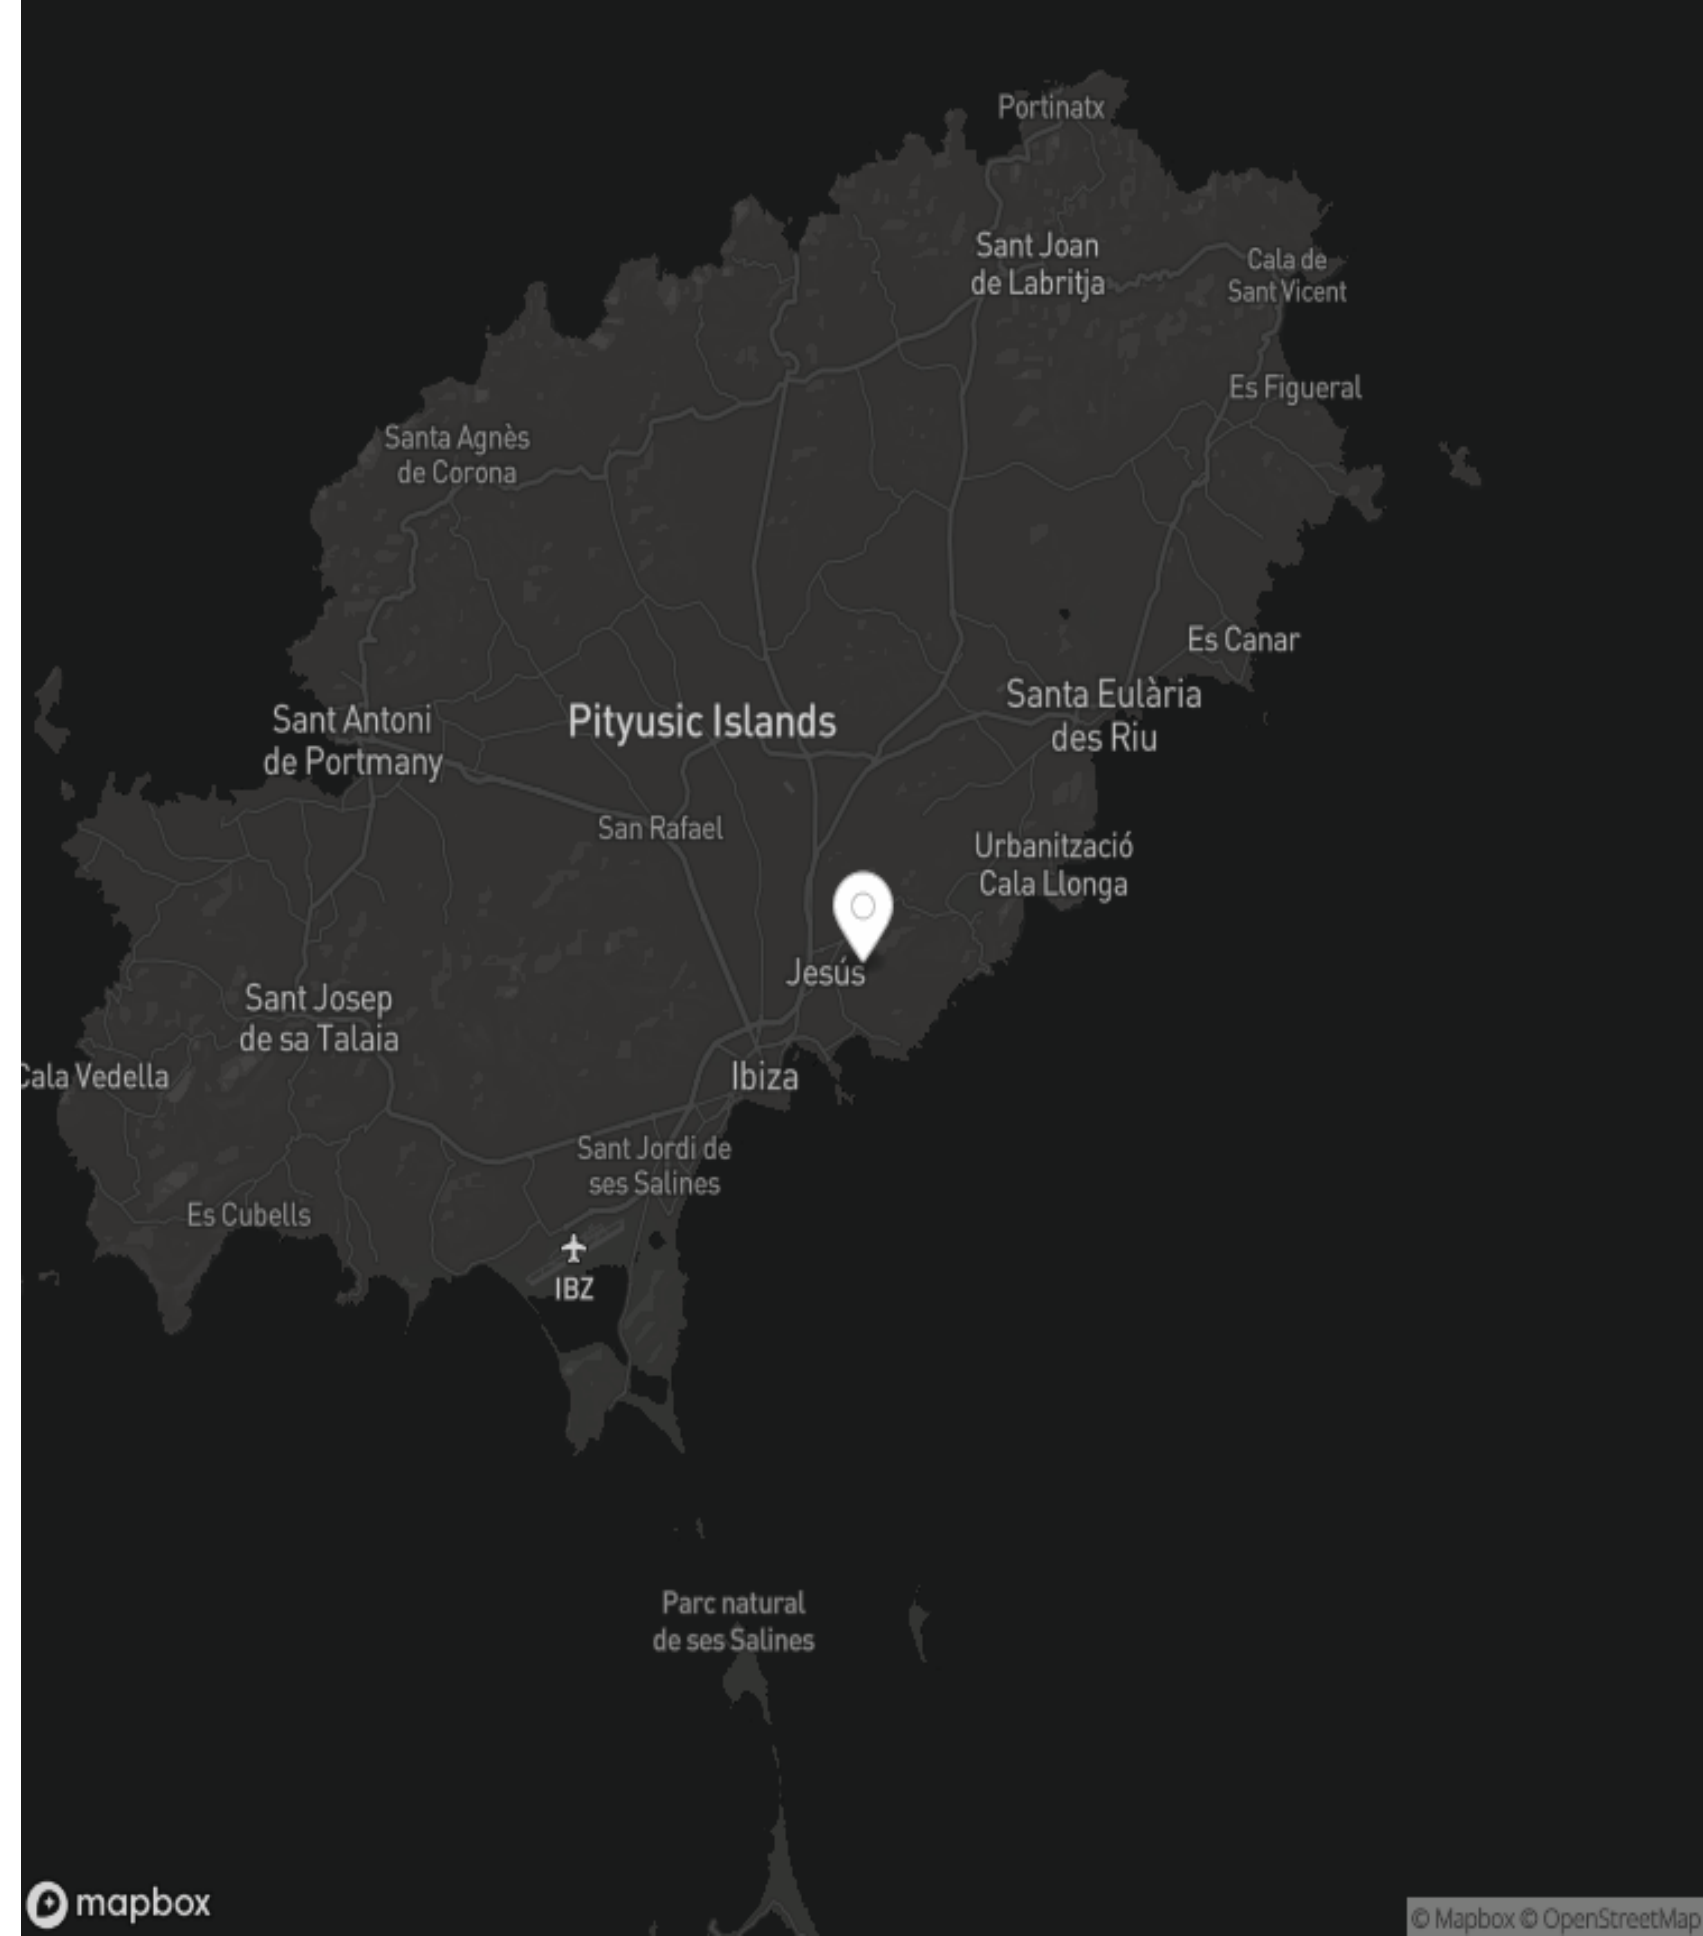 Portinatx
Sant Joan
de Labritja
Cala de
Sant Vicent
Es Figueral
Santa Agnès
de Corona
Es Canar
Santa Eulària
des Riu
Sant Antoni
de Portmany
Pityusic Islands
San Rafael
Urbanització
Cala Llonga
Jesús
Sant Josep
de sa Talaia
Cala Vedella
Ibiza
Sant Jordi de
ses Salines
Es Cubells
IBZ
Parc natural
de ses Salines
mapbox
© Mapbox © OpenStreetMap